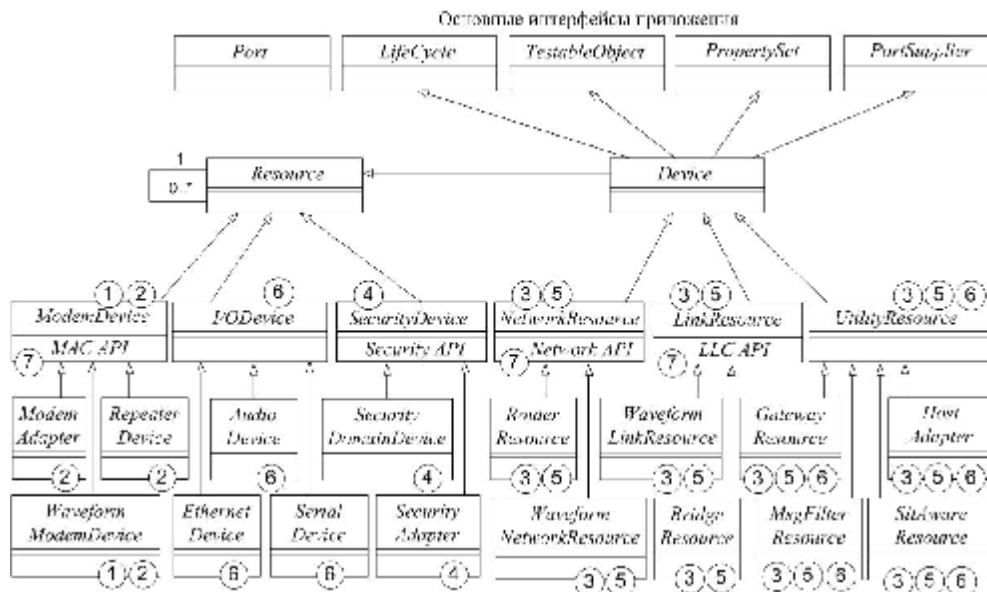 Основные интерфейсы приложения
Port LifeCycle TestableObject PropertySet PortSupplier
1
0..*
Resource Device
1 2 6 4 3 5 3 5 3 5 6
ModemDevice I/ODevice SecurityDevice NetworkResource LinkResource UtilityResource
MAC API Security API Network API LLC API
7 7 7
Modem Repeater Audio Security Router Waveform Gateway Host
Adapter Device Device DomainDevice Resource LinkResource Resource Adapter
2 2 6 4 3 5 3 5 3 5 6 3 5 6
Waveform Ethernet Serial Security Waveform Bridge MsgFilter SitAware
ModemDevice Device Device Adapter NetworkResource Resource Resource Resource
1 2 6 6 4 3 5 3 5 3 5 6 3 5 6